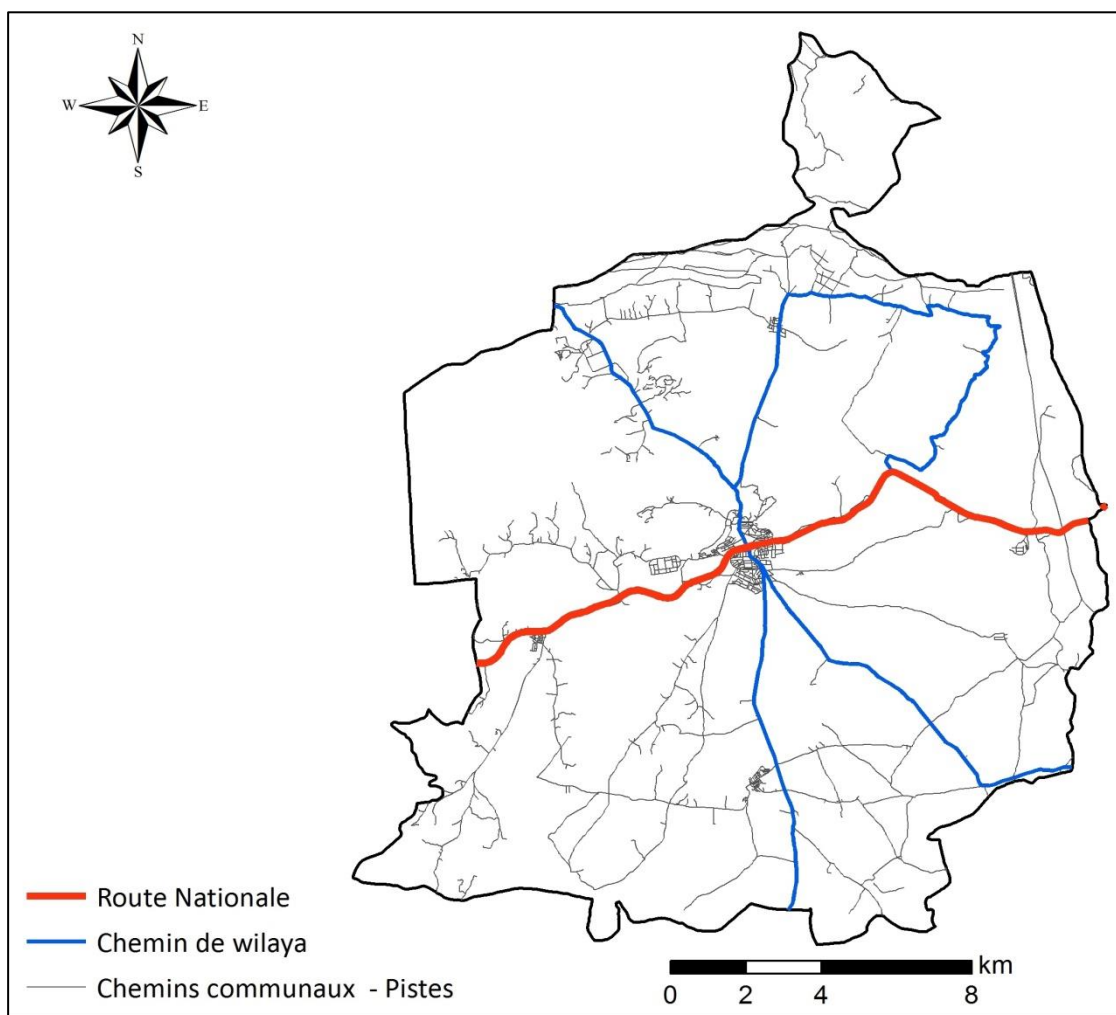 N
W E
S
Route Nationale
Chemin de wilaya
Chemins communaux - Pistes
km
0 2 4 8